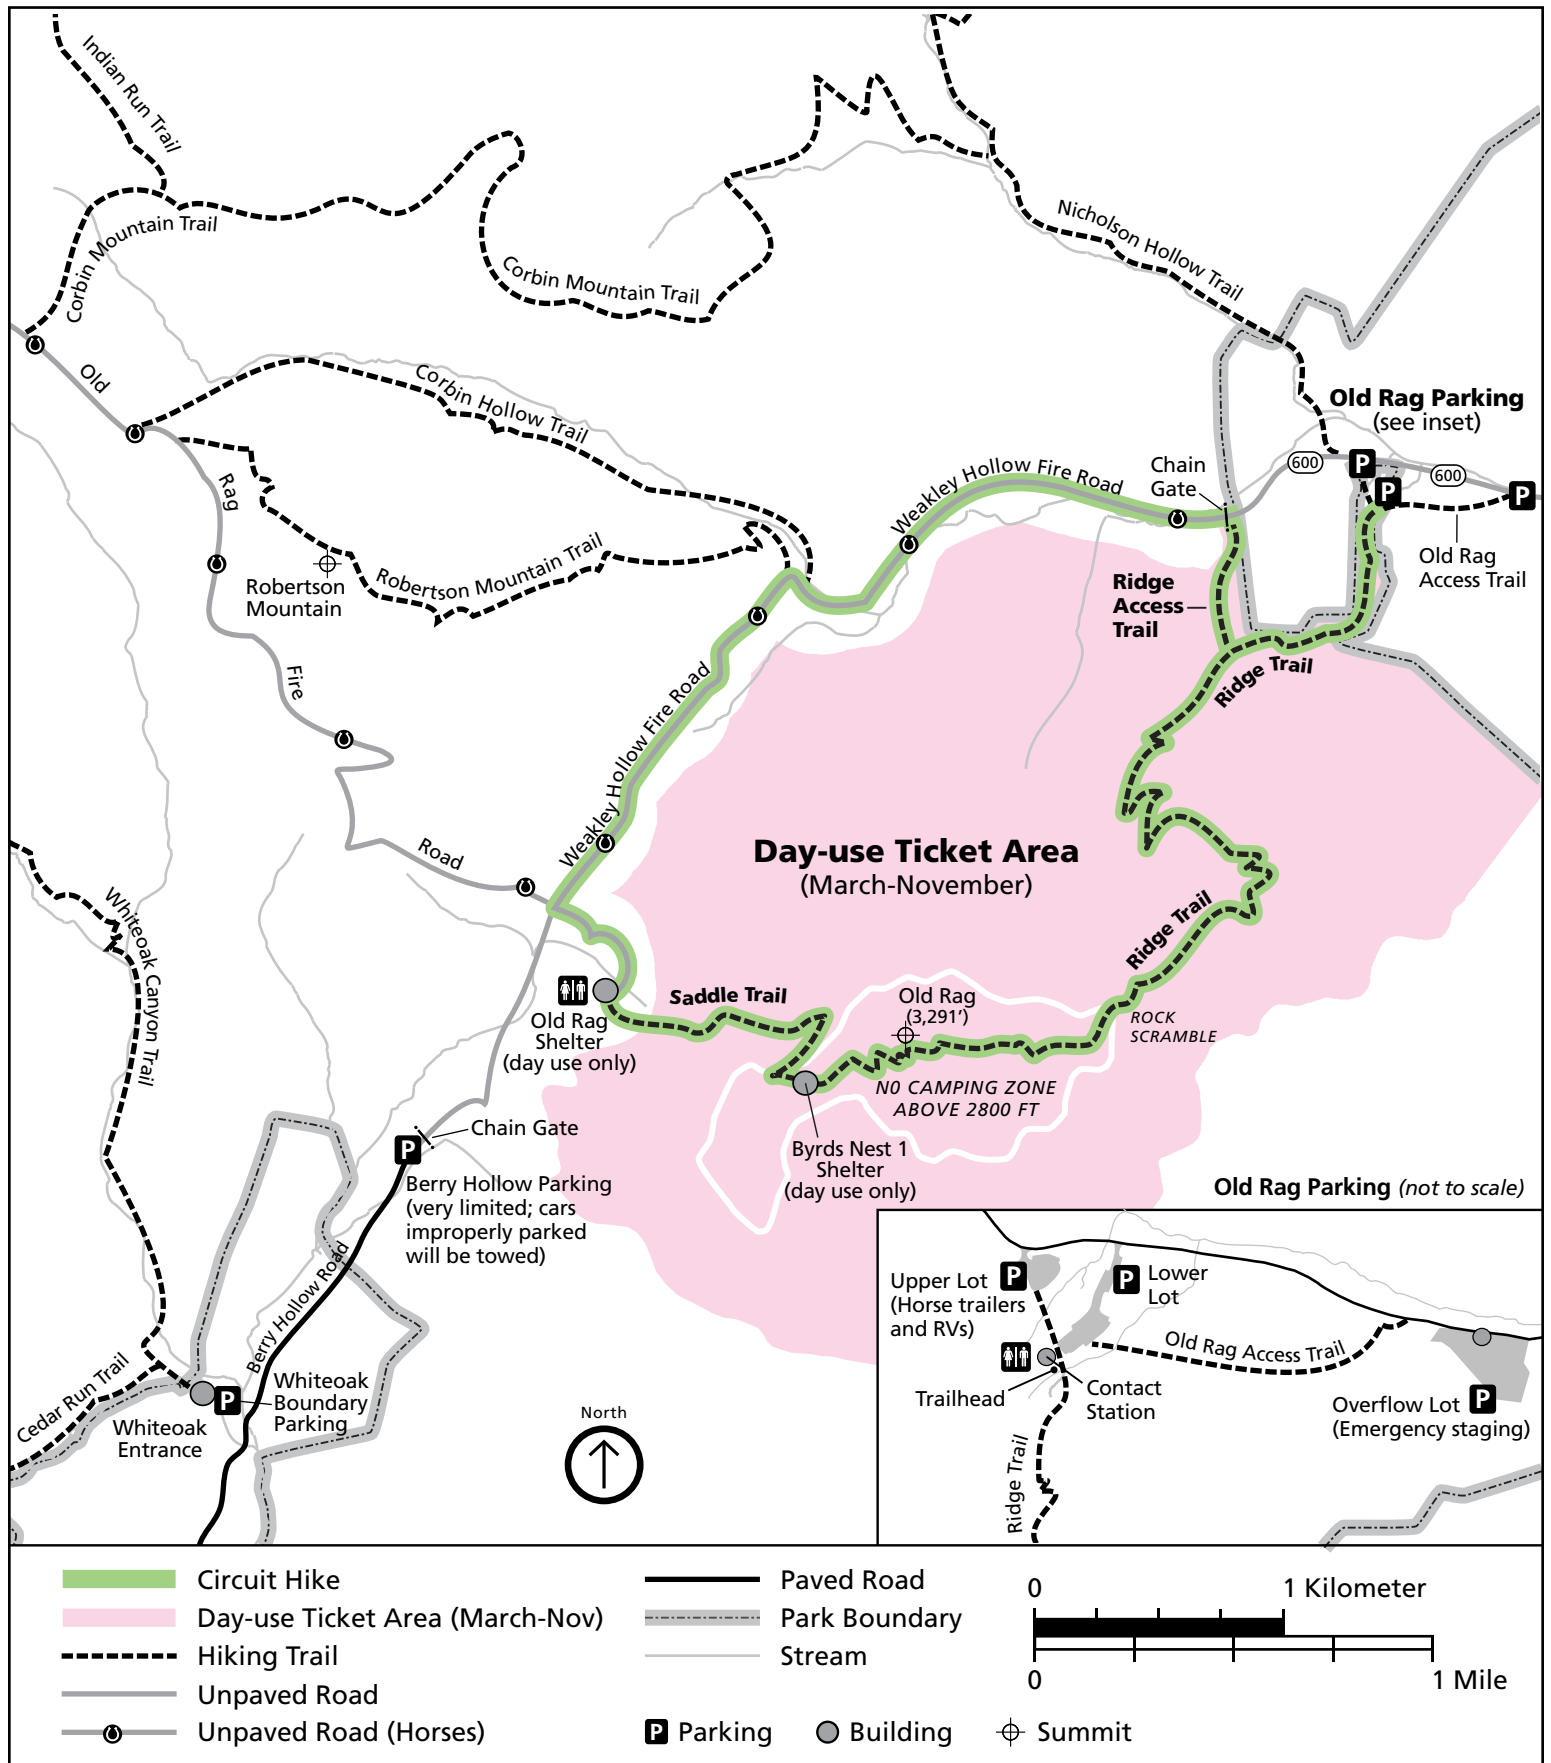 Indian Run Trail
Corbin Mountain Trail
Corbin Mountain Trail
Nicholson Hollow Trail
Old
Rag
Fire
Road
Corbin Hollow Trail
Robertson
Mountain
Robertson Mountain Trail
Weakley Hollow Fire Road
Weakley Hollow Fire Road
Chain
Gate
600
600
Old Rag Parking
(see inset)
P
P
P
Old Rag
Access Trail
Ridge
Access
Trail
Ridge Trail
Day-use Ticket Area
(March-November)
Ridge Trail
Whiteoak Canyon Trail
Saddle Trail
Old Rag
(3,291')
ROCK
SCRAMBLE
Old Rag
Shelter
(day use only)
N0 CAMPING ZONE
ABOVE 2800 FT
Byrds Nest 1
Shelter
(day use only)
P
Chain Gate
Berry Hollow Parking
(very limited; cars
improperly parked
will be towed)
Berry Hollow Road
Cedar Run Trail
Whiteoak
Entrance
P
Whiteoak
Boundary
Parking
North
Old Rag Parking (not to scale)
Upper Lot
(Horse trailers
and RVs)
P
P
Lower
Lot
Old Rag Access Trail
Trailhead
Contact
Station
Overflow Lot
(Emergency staging)
P
Ridge Trail
Circuit Hike
Day-use Ticket Area (March-Nov)
Hiking Trail
Unpaved Road
Unpaved Road (Horses)
Paved Road
Park Boundary
Stream
P Parking
Building
Summit
0 1 Kilometer
0 1 Mile